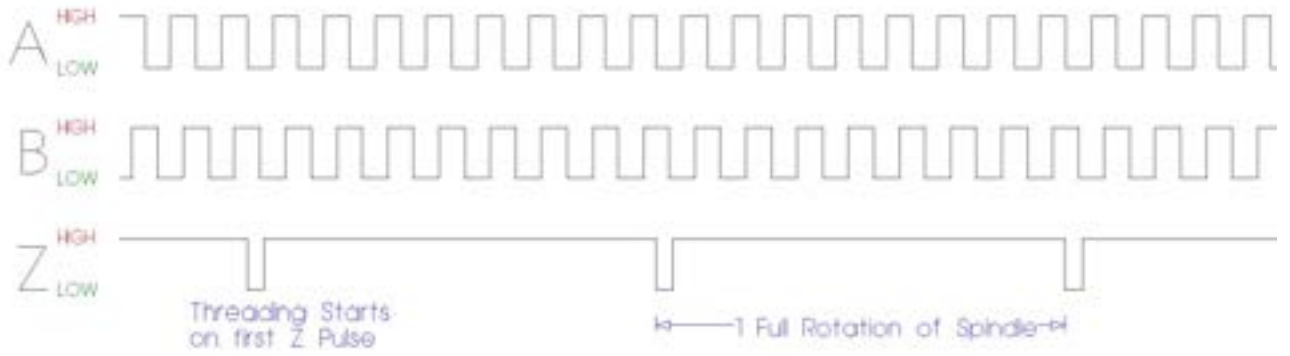 A HIGH
LOW
B HIGH
LOW
Z HIGH
LOW
Threading Starts
on first Z Pulse
1 Full Rotation of Spindle